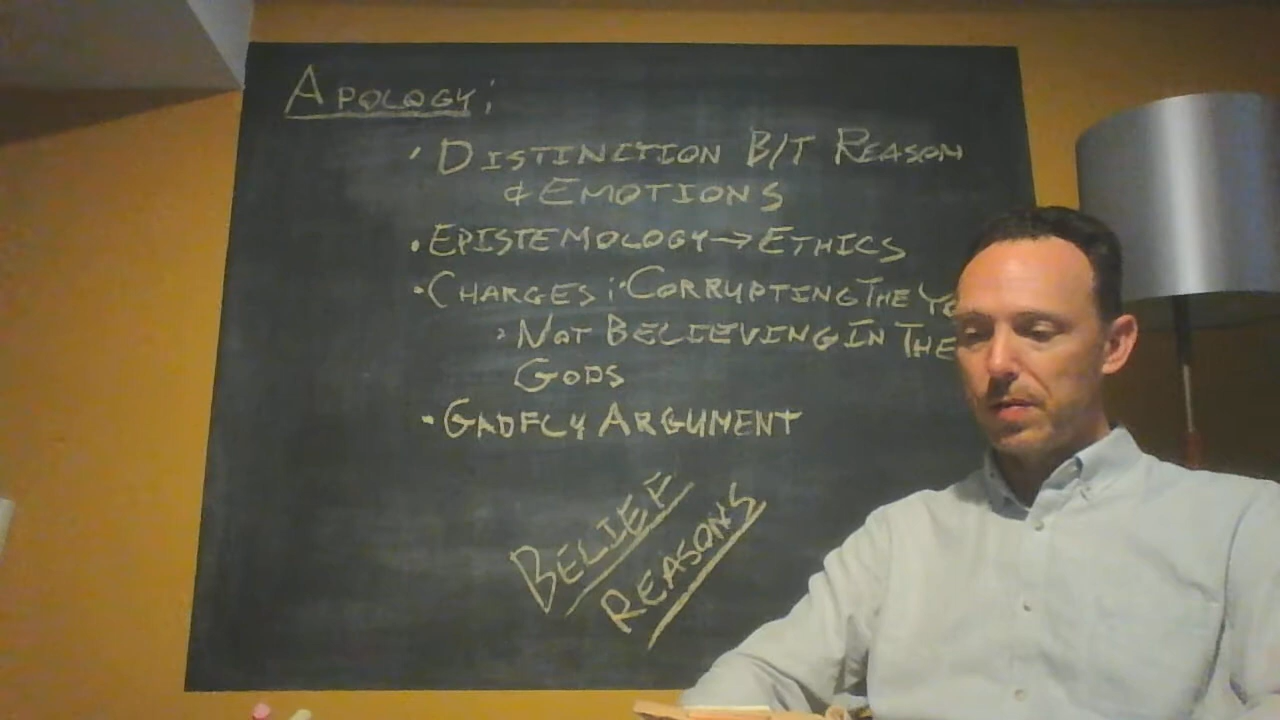 APOLOGY:
• DISTINCTION B/T REASON
& EMOTIONS
• EPISTEMOLOGY → ETHICS
• CHARGES: • CORRUPTING THE
• NOT BELIEVING IN THE
GODS
• GADFLY ARGUMENT
BELIEF
REASONS